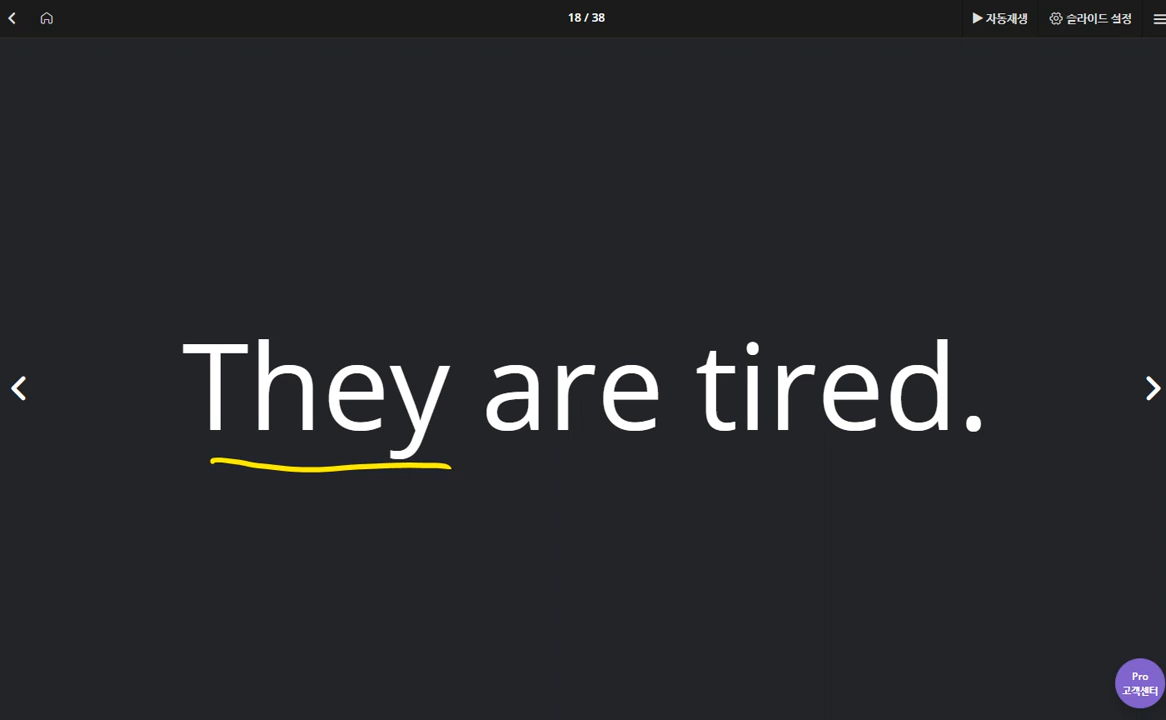 18 / 38
▶ 자동재생
슬라이드 설정
They are tired.
Pro
고객센터